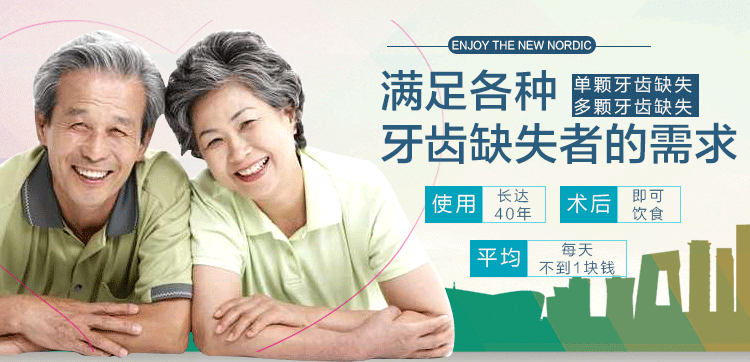 ENJOY THE NEW NORDIC
满足各种 单颗牙齿缺失
多颗牙齿缺失
牙齿缺失者的需求
使用 长达
40年
术后 即可
饮食
平均 每天
不到1块钱